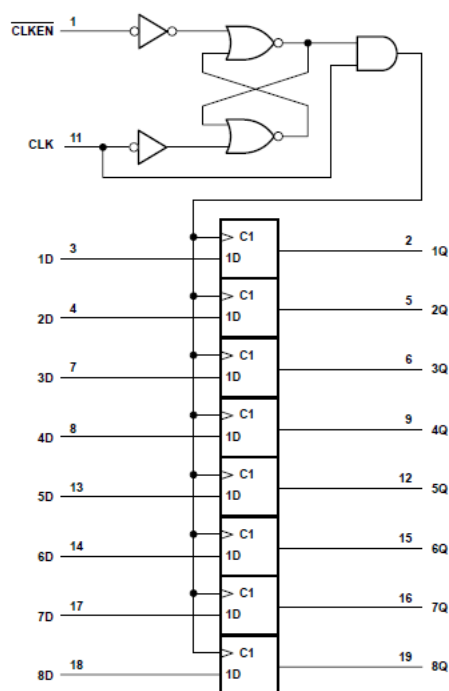 CLKEN 1
CLK 11
C1
1D 3 1D 2 1Q
C1
2D 4 1D 5 2Q
C1
3D 7 1D 6 3Q
C1
4D 8 1D 9 4Q
C1
5D 13 1D 12 5Q
C1
6D 14 1D 15 6Q
C1
7D 17 1D 16 7Q
C1
8D 18 1D 19 8Q